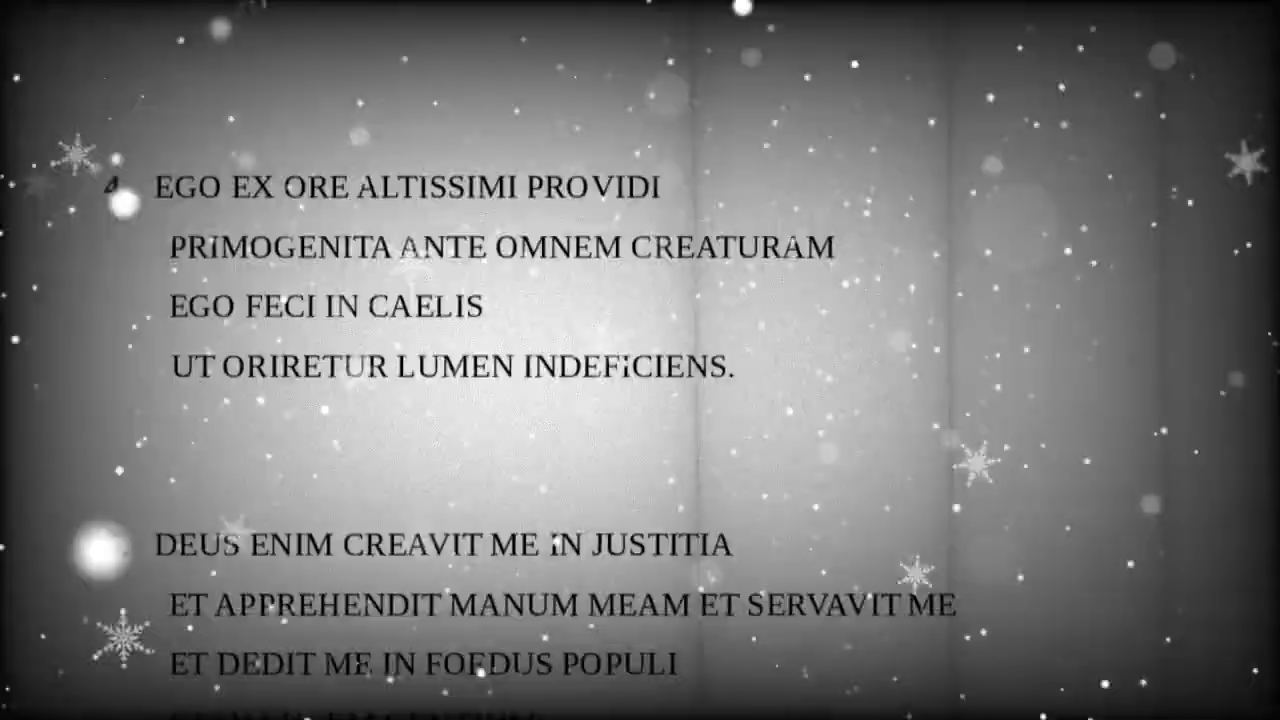 4 EGO EX ORE ALTISSIMI PROVIDI
PRIMOGENITA ANTE OMNEM CREATURAM
EGO FECI IN CAELIS
UT ORIRETUR LUMEN INDEFICIENS.
DEUS ENIM CREAVIT ME IN JUSTITIA
ET APPREHENDIT MANUM MEAM ET SERVAVIT ME
ET DEDIT ME IN FOEDUS POPULI